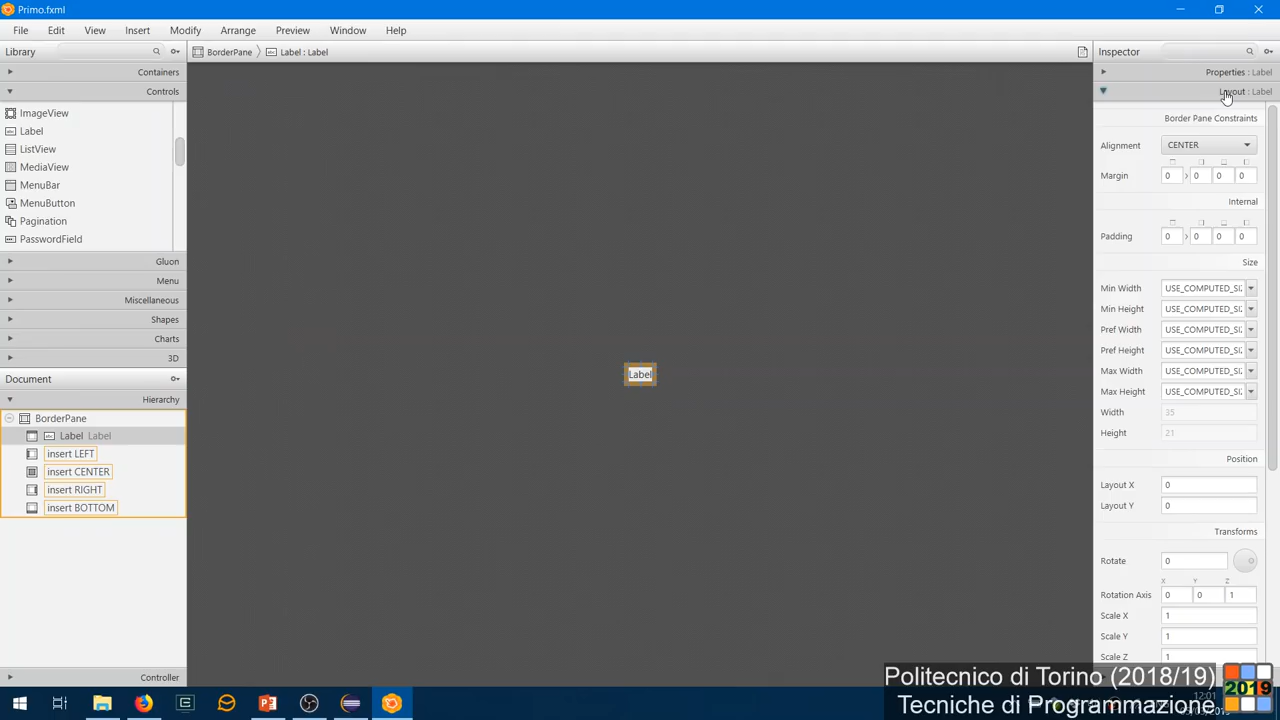 Primo.fxml
File Edit View Insert Modify Arrange Preview Window Help
Library
BorderPane Label : Label
Inspector
Containers
Controls
ImageView
Label
ListView
MediaView
MenuBar
MenuButton
Pagination
PasswordField
Gluon
Menu
Miscellaneous
Shapes
Charts
3D
Document
Hierarchy
BorderPane
Label Label
insert LEFT
insert CENTER
insert RIGHT
insert BOTTOM
Controller
Label
Properties : Label
Layout : Label
Border Pane Constraints
Alignment CENTER
Margin 0 0 0 0
Internal
Padding 0 0 0 0
Size
Min Width USE_COMPUTED_SI
Min Height USE_COMPUTED_SI
Pref Width USE_COMPUTED_SI
Pref Height USE_COMPUTED_SI
Max Width USE_COMPUTED_SI
Max Height USE_COMPUTED_SI
Width 35
Height 21
Position
Layout X 0
Layout Y 0
Transforms
Rotate 0
X Y Z
Rotation Axis 0 0 1
Scale X 1
Scale Y 1
Scale Z 1
Politecnico di Torino (2018/19)
Tecniche di Programmazione
2019
12:01